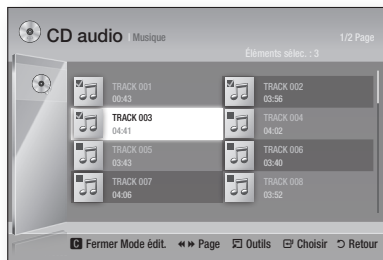 CD audio | Musique 1/2 Page
Éléments sélec. : 3
TRACK 001 TRACK 002
00:43 03:56
TRACK 003 TRACK 004
04:41 04:02
TRACK 005 TRACK 006
03:43 03:40
TRACK 007 TRACK 008
04:06 03:52
C Fermer Mode édit. Page Outils Choisir Retour